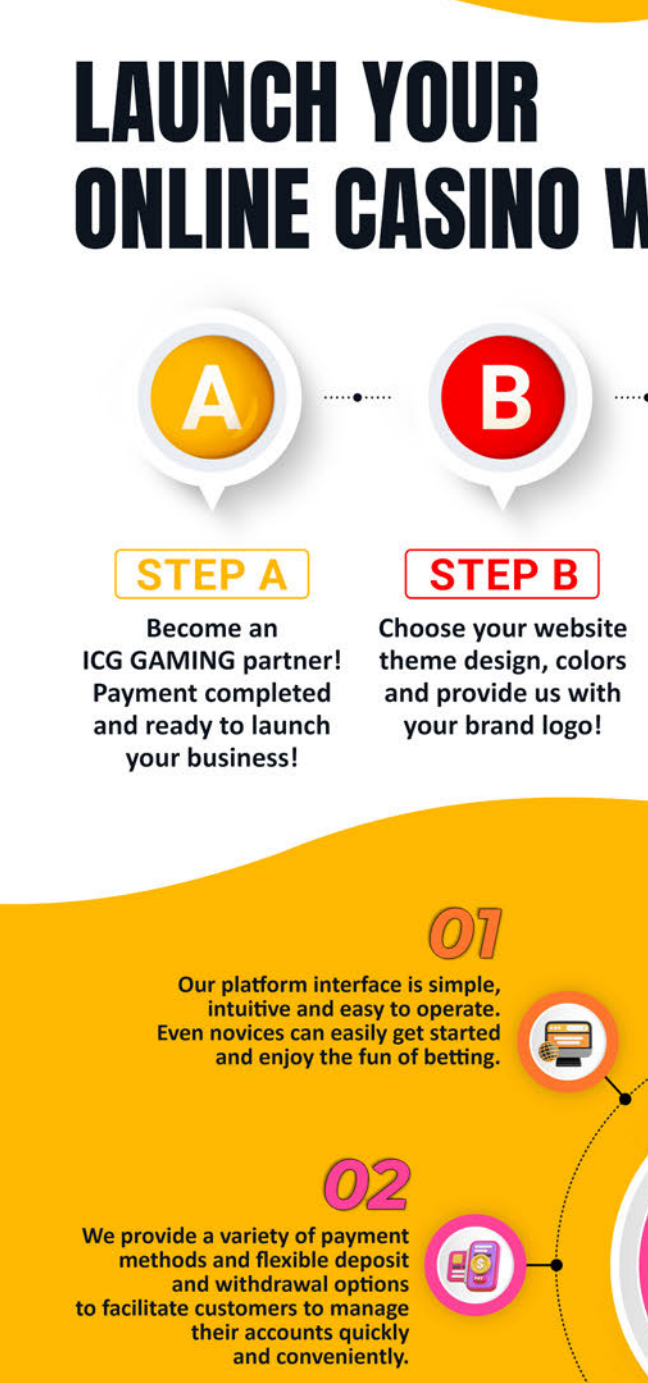 LAUNCH YOUR
ONLINE CASINO
A
B
STEP A
Become an
ICG GAMING partner!
Payment completed
and ready to launch
your business!
STEP B
Choose your website
theme design, colors
and provide us with
your brand logo!
01
Our platform interface is simple,
intuitive and easy to operate.
Even novices can easily get started
and enjoy the fun of betting.
02
We provide a variety of payment
methods and flexible deposit
and withdrawal options
to facilitate customers to manage
their accounts quickly
and conveniently.